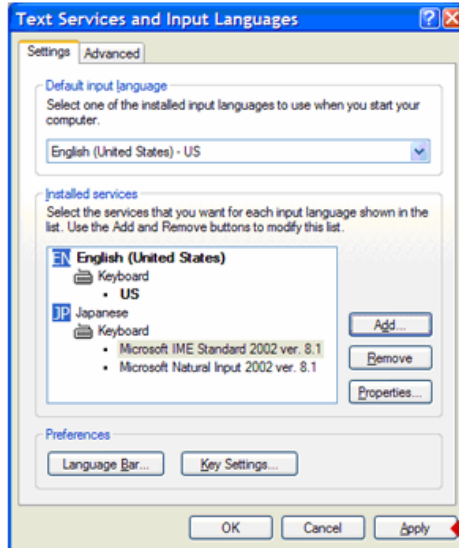 Text Services and Input Languages
Settings Advanced
Default input language
Select one of the installed input languages to use when you start your
computer.
English (United States) - US
Installed services
Select the services that you want for each input language shown in the
list. Use the Add and Remove buttons to modify this list.
EN English (United States)
Keyboard
• US
JP Japanese
Keyboard
• Microsoft IME Standard 2002 ver. 8.1
• Microsoft Natural Input 2002 ver. 8.1
Add...
Remove
Properties...
Preferences
Language Bar... Key Settings...
OK Cancel Apply